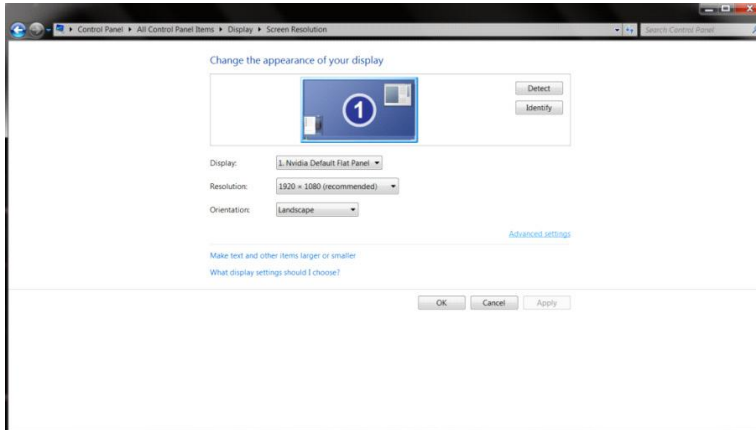 Control Panel ▸ All Control Panel Items ▸ Display ▸ Screen Resolution
Search Control Panel
Change the appearance of your display
1
Detect
Identify
Display: 1. Nvidia Default Flat Panel
Resolution: 1920 × 1080 (recommended)
Orientation: Landscape
Advanced settings
Make text and other items larger or smaller
What display settings should I choose?
OK Cancel Apply